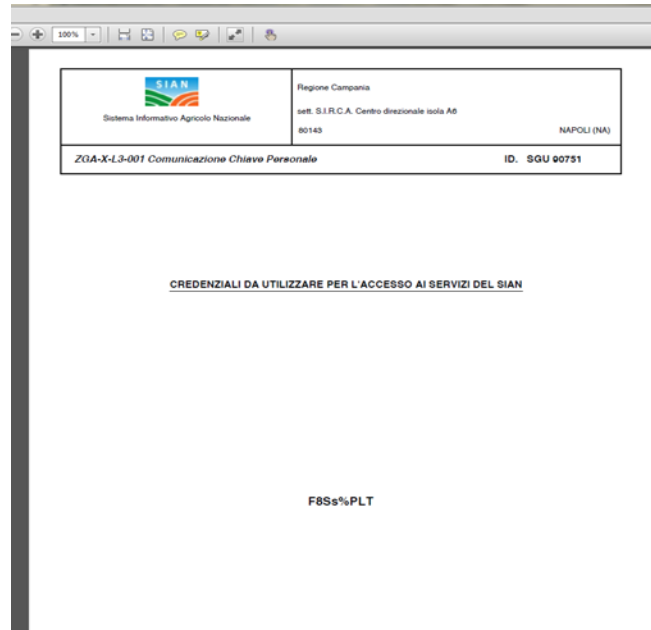 100%
SIAN
Sistema Informativo Agricolo Nazionale
Regione Campania
sett. S.I.R.C.A. Centro direzionale isola A6
80143 NAPOLI (NA)
ZGA-X-L3-001 Comunicazione Chiave Personale ID. SGU 90751
CREDENZIALI DA UTILIZZARE PER L'ACCESSO AI SERVIZI DEL SIAN
F8Ss%PLT